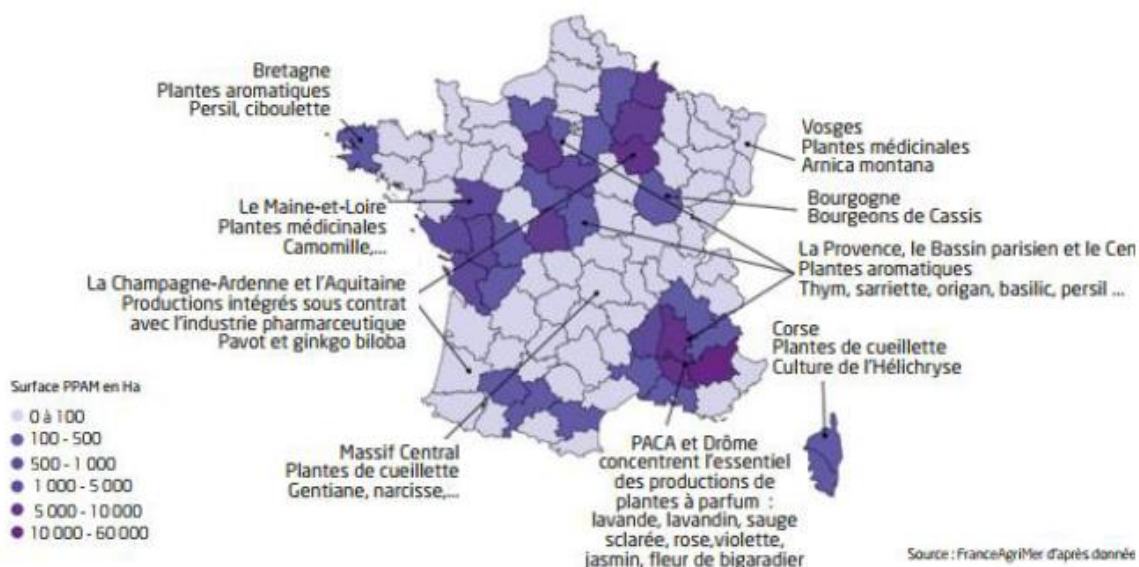 Bretagne
Plantes aromatiques
Persil, ciboulette
Vosges
Plantes médicinales
Arnica montana
Le Maine-et-Loire
Plantes médicinales
Camomille,...
Bourgogne
Bourgeons de Cassis
La Champagne-Ardenne et l'Aquitaine
Productions intégrés sous contrat
avec l'industrie pharmarceutique
Pavot et ginkgo biloba
La Provence, le Bassin parisien et le Cen
Plantes aromatiques
Thym, sarriette, origan, basilic, persil ...
Corse
Plantes de cueillette
Culture de l'Hélichryse
Surface PPAM en Ha
0 à 100
100 - 500
500 - 1 000
1 000 - 5 000
5 000 - 10 000
10 000 - 60 000
Massif Central
Plantes de cueillette
Gentiane, narcisse,...
PACA et Drôme
concentrent l'essentiel
des productions de
plantes à parfum :
lavande, lavandin, sauge
sclarée, rose,violette,
jasmin, fleur de bigaradier
Source : FranceAgriMer d'après donnée